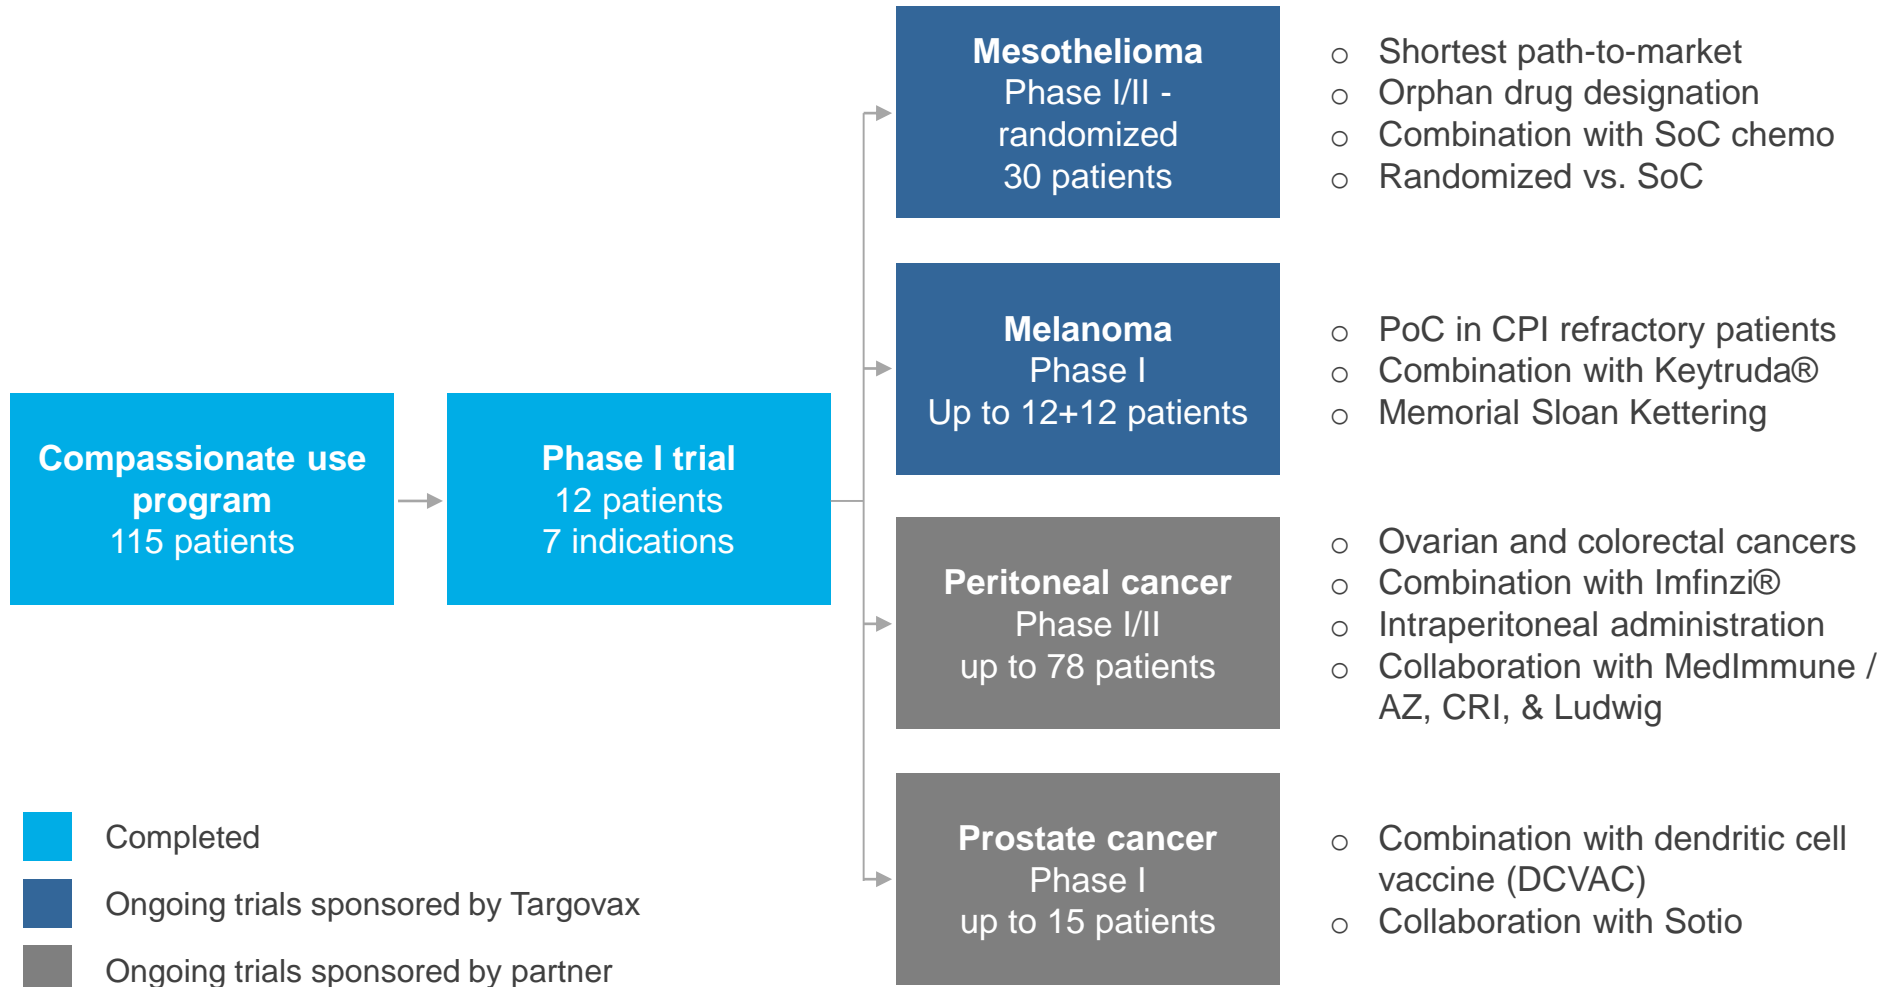 Compassionate use
program
115 patients
Phase I trial
12 patients
7 indications
Mesothelioma
Phase I/II -
randomized
30 patients
○ Shortest path-to-market
○ Orphan drug designation
○ Combination with SoC chemo
○ Randomized vs. SoC
Melanoma
Phase I
Up to 12+12 patients
○ PoC in CPI refractory patients
○ Combination with Keytruda®
○ Memorial Sloan Kettering
Peritoneal cancer
Phase I/II
up to 78 patients
○ Ovarian and colorectal cancers
○ Combination with Imfinzi®
○ Intraperitoneal administration
○ Collaboration with MedImmune /
AZ, CRI, & Ludwig
Prostate cancer
Phase I
up to 15 patients
○ Combination with dendritic cell
vaccine (DCVAC)
○ Collaboration with Sotio
Completed
Ongoing trials sponsored by Targovax
Ongoing trials sponsored by partner